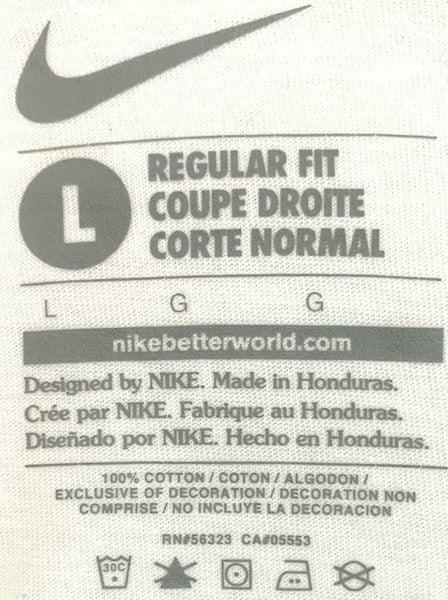 L
REGULAR FIT
COUPE DROITE
CORTE NORMAL
L G G
nikebetterworld.com
Designed by NIKE. Made in Honduras.
Crée par NIKE. Fabrique au Honduras.
Diseñado por NIKE. Hecho en Honduras.
100% COTTON / COTON / ALGODON /
EXCLUSIVE OF DECORATION / DECORATION NON
COMPRISE / NO INCLUYE LA DECORACION
RN#56323 CA#05553
30C